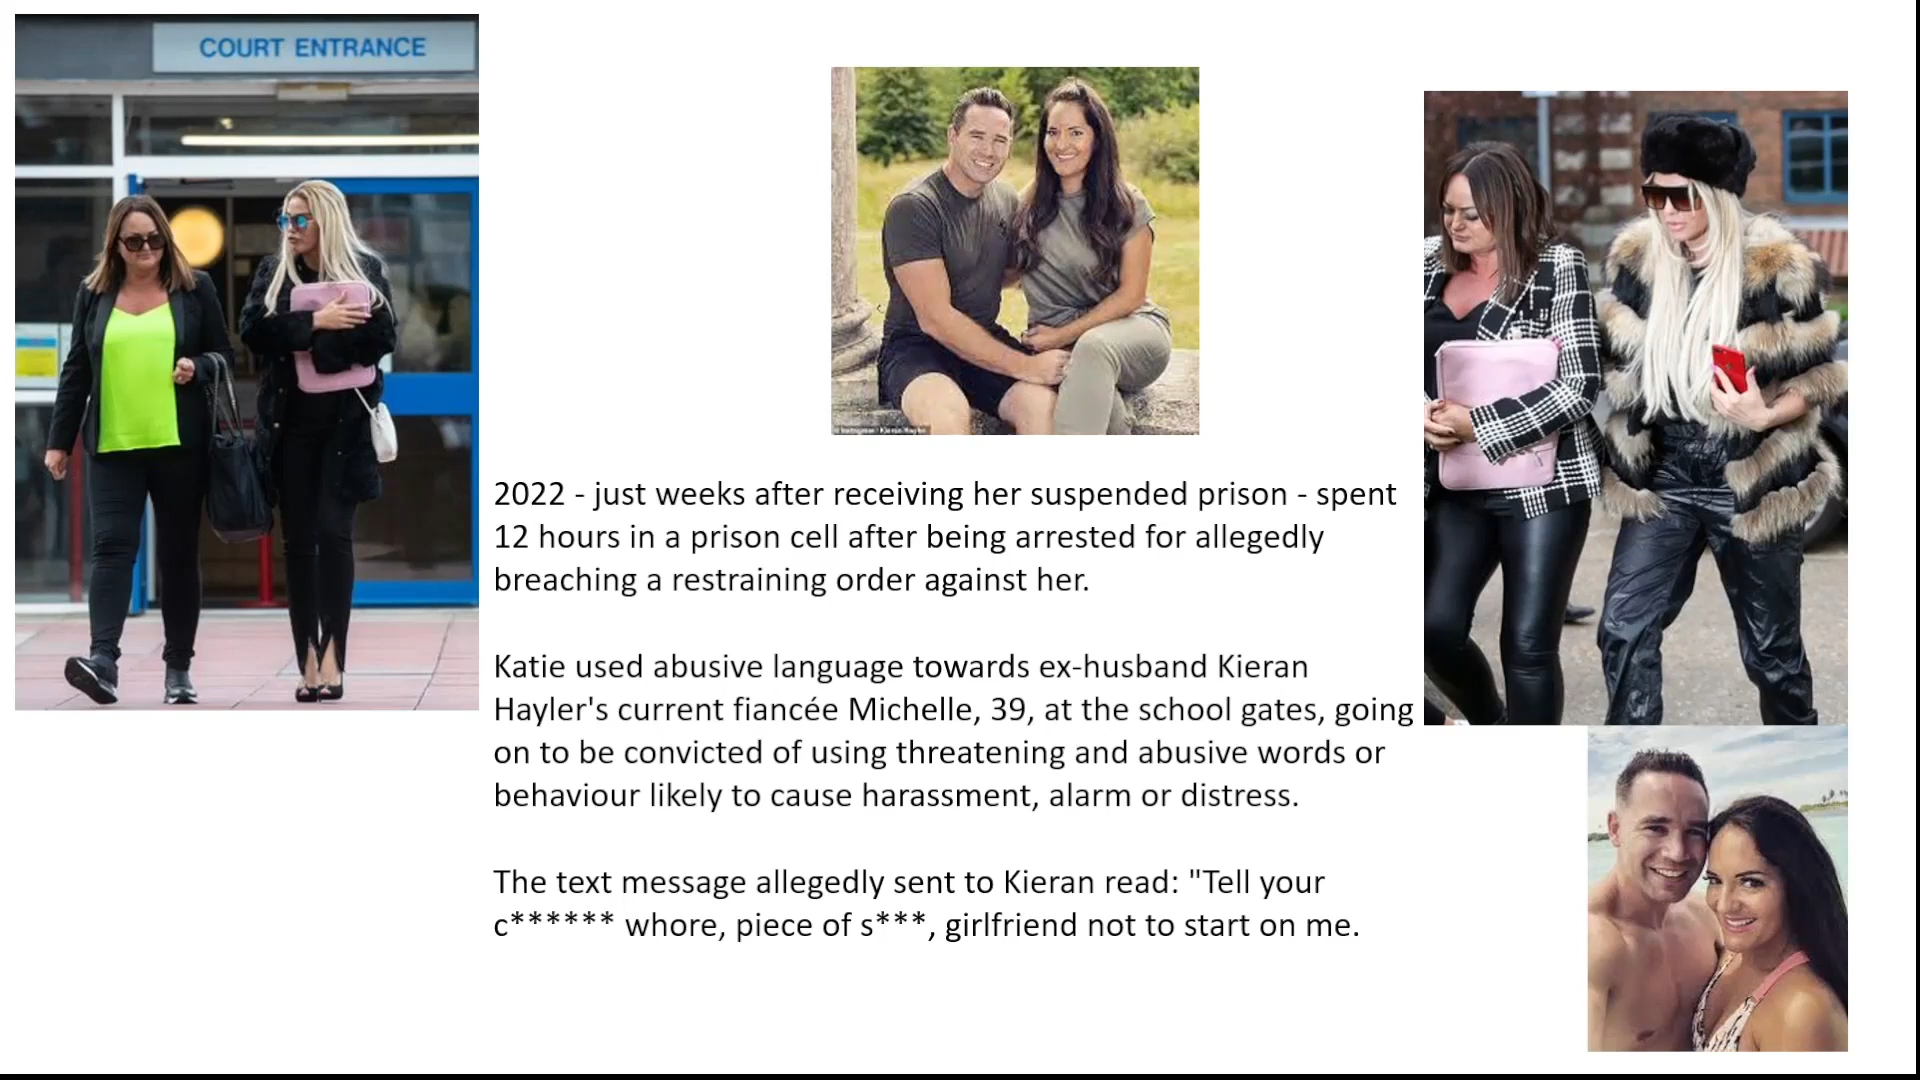 COURT ENTRANCE
2022 - just weeks after receiving her suspended prison - spent
12 hours in a prison cell after being arrested for allegedly
breaching a restraining order against her.
Katie used abusive language towards ex-husband Kieran
Hayler's current fiancée Michelle, 39, at the school gates, going
on to be convicted of using threatening and abusive words or
behaviour likely to cause harassment, alarm or distress.
The text message allegedly sent to Kieran read: "Tell your
c****** whore, piece of s***, girlfriend not to start on me.